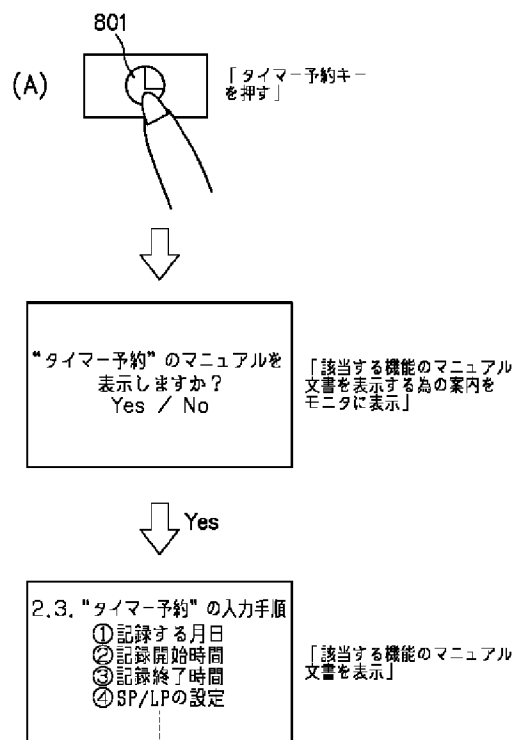 801
(A)
「タイマー予約キー
を押す」
“タイマー予約”のマニュアルを
表示しますか？
Yes / No
「該当する機能のマニュアル
文書を表示する為の案内を
モニタに表示」
Yes
2.3.“タイマー予約”の入力手順
①記録する月日
②記録開始時間
③記録終了時間
④SP/LPの設定
「該当する機能のマニュアル
文書を表示」